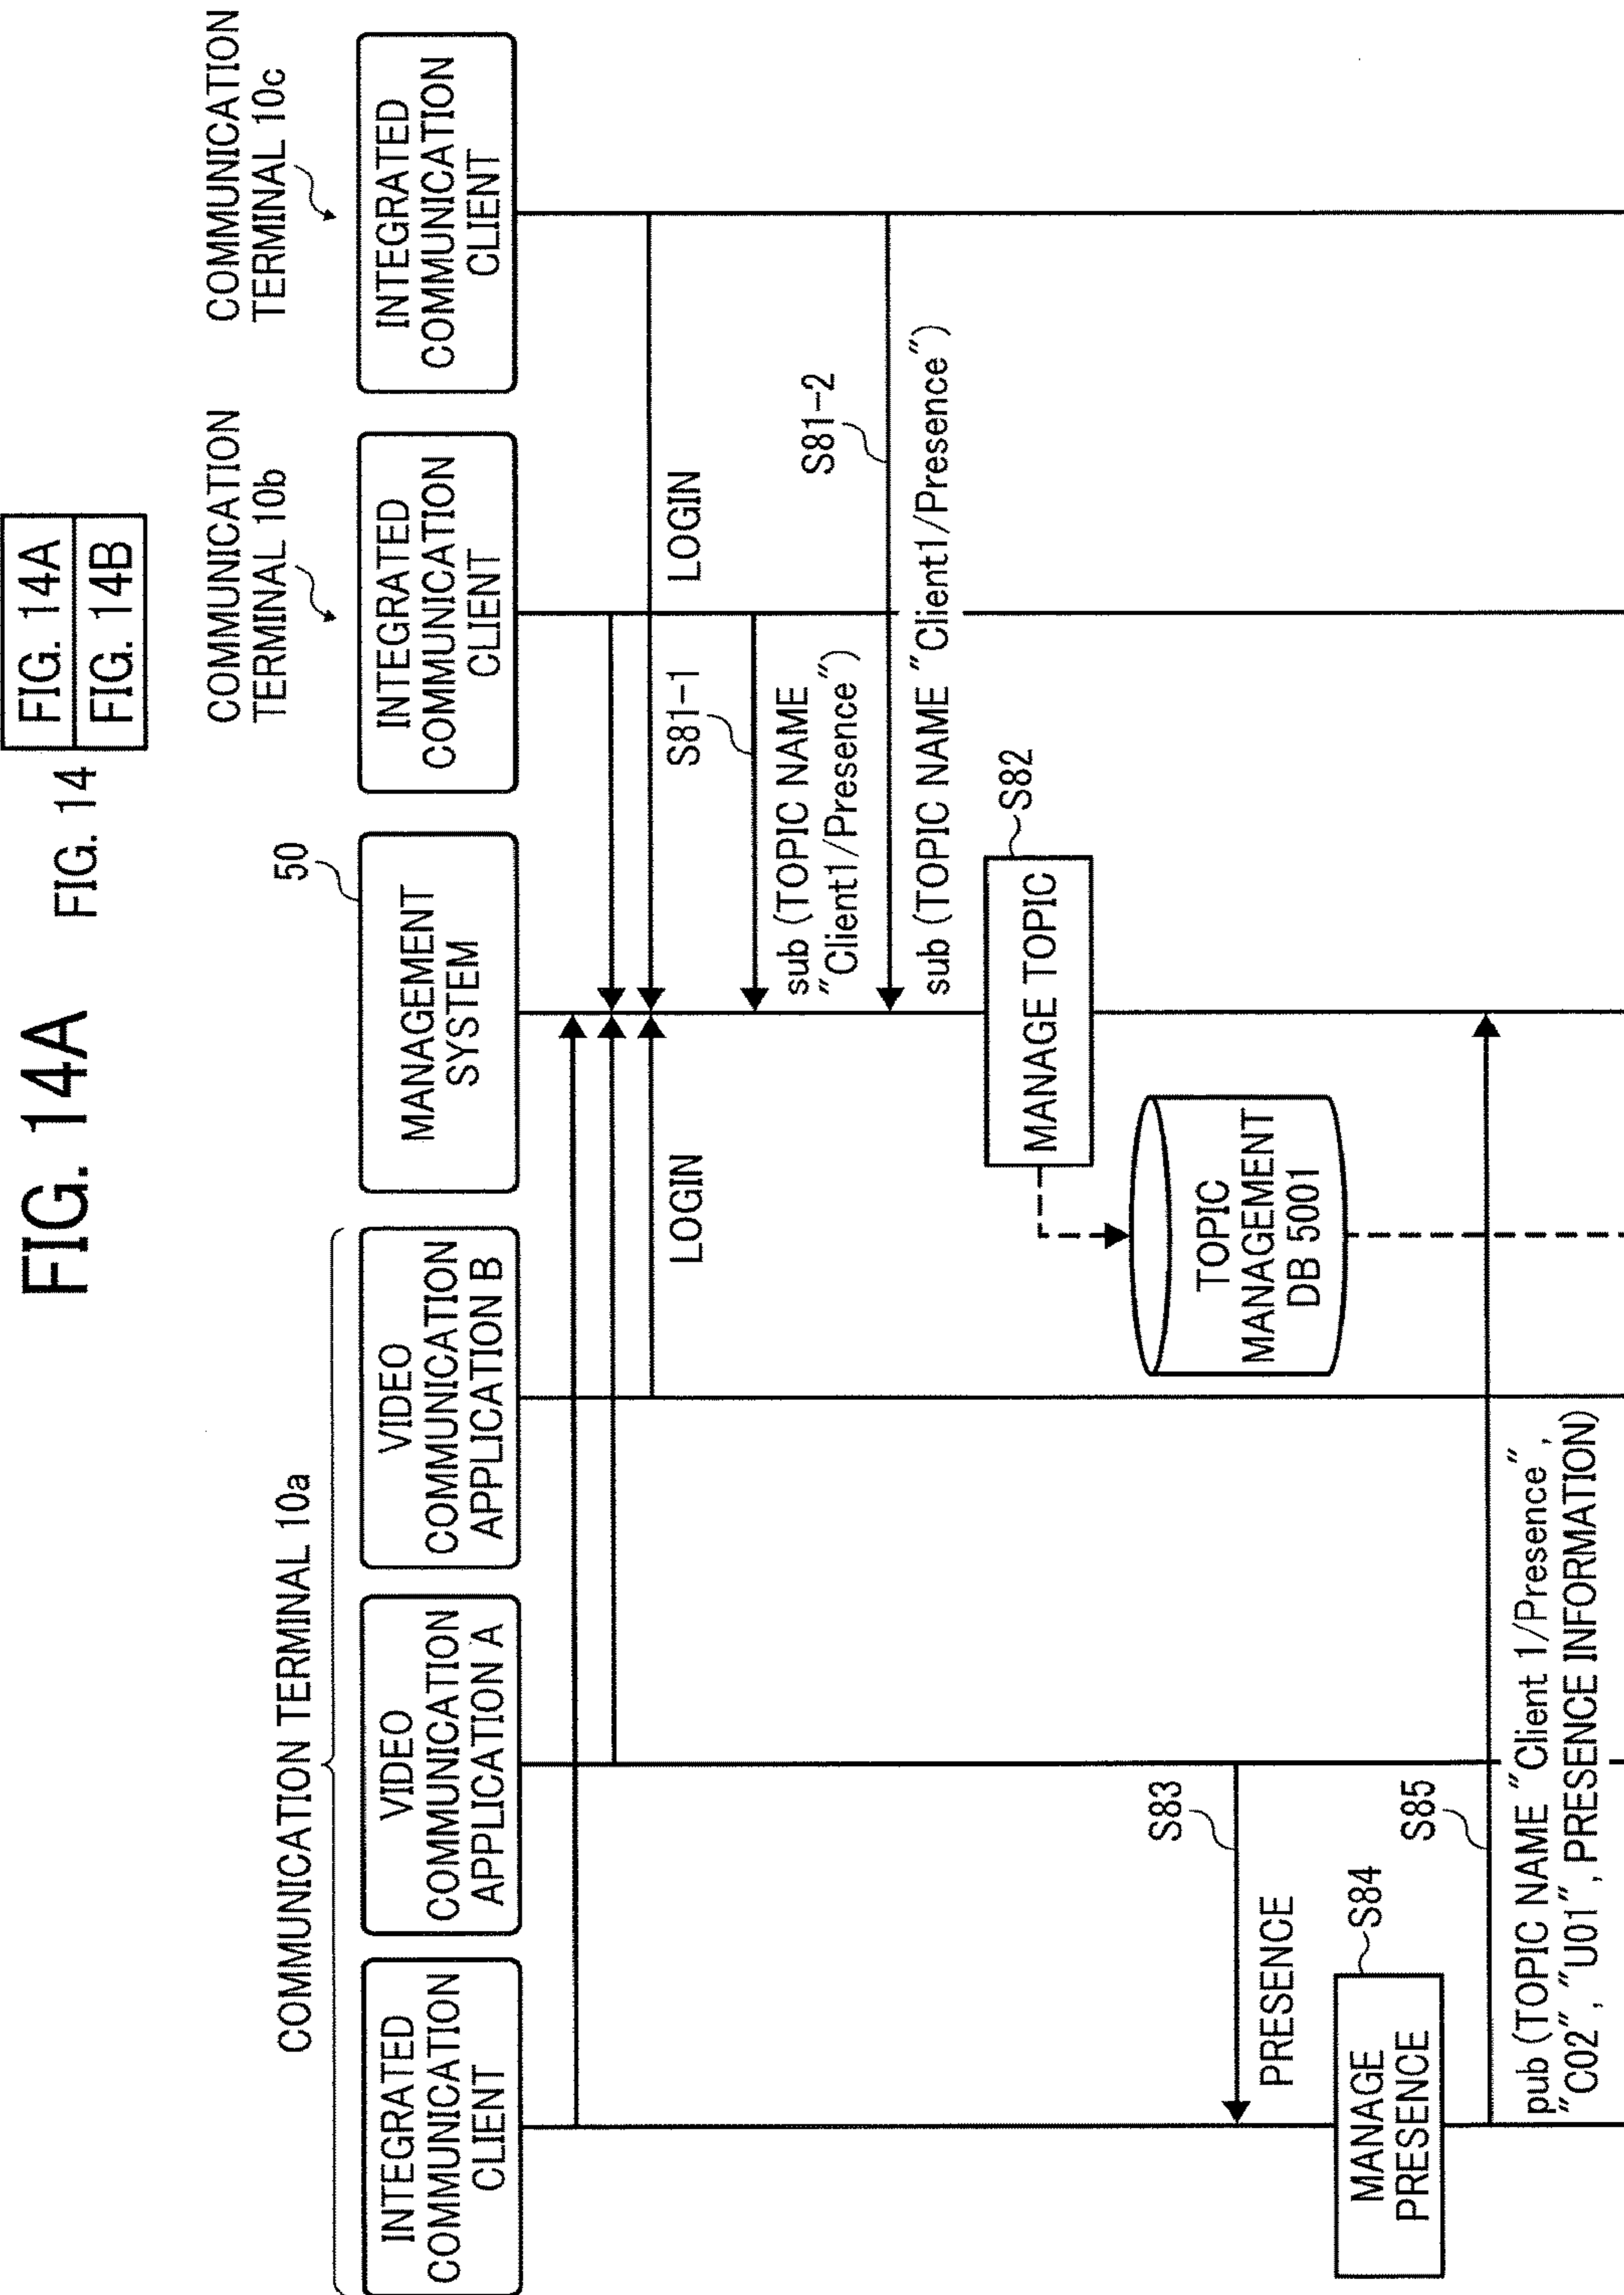 FIG. 14A
FIG. 14
FIG. 14A
FIG. 14B
COMMUNICATION TERMINAL 10a
INTEGRATED
COMMUNICATION
CLIENT
VIDEO
COMMUNICATION
APPLICATION A
VIDEO
COMMUNICATION
APPLICATION B
50
MANAGEMENT
SYSTEM
COMMUNICATION
TERMINAL 10b
INTEGRATED
COMMUNICATION
CLIENT
COMMUNICATION
TERMINAL 10c
INTEGRATED
COMMUNICATION
CLIENT
LOGIN
LOGIN
S81-1
sub (TOPIC NAME
"Client1/Presence")
S81-2
sub (TOPIC NAME "Client1/Presence")
MANAGE TOPIC
S82
TOPIC
MANAGEMENT
DB 5001
S83
PRESENCE
MANAGE
PRESENCE
S84
S85
pub (TOPIC NAME "Client 1/Presence",
"C02", "U01", PRESENCE INFORMATION)